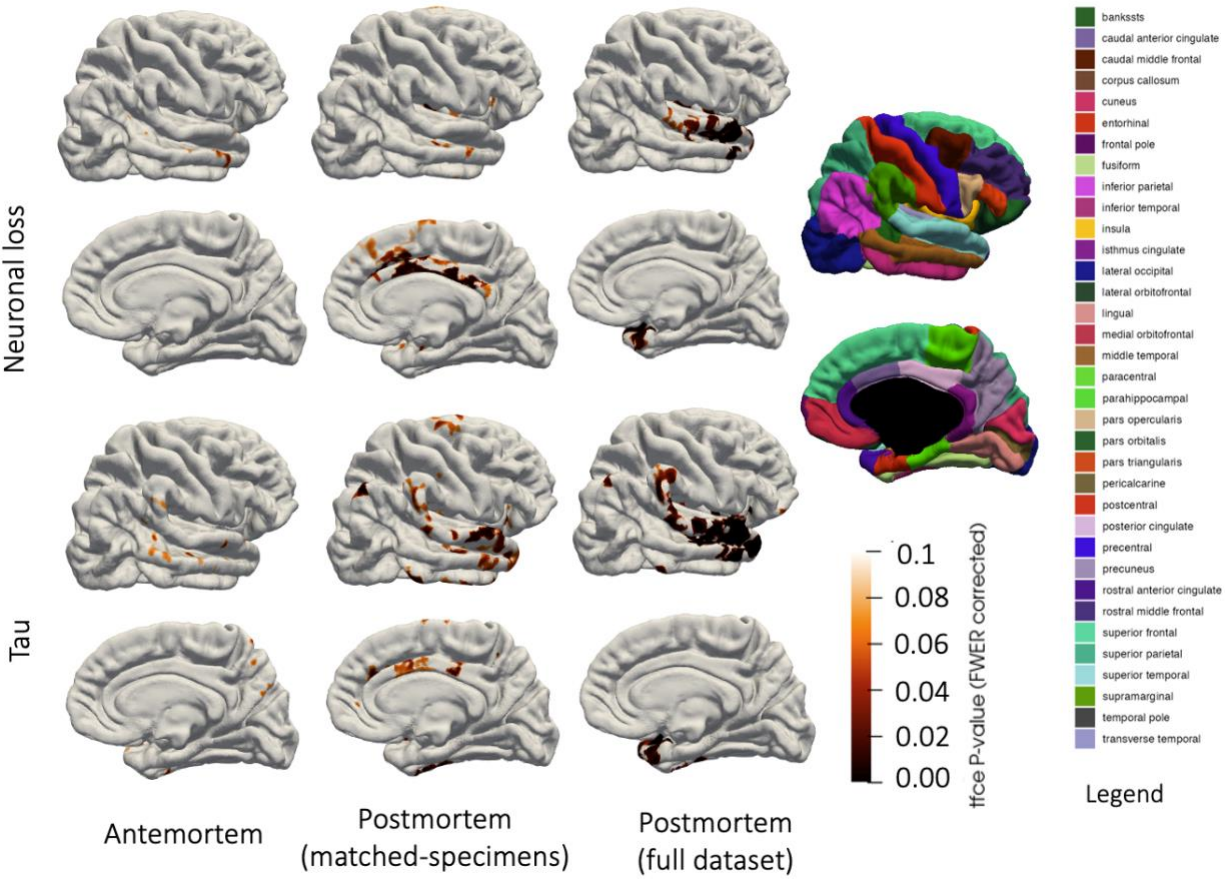 Neuronal loss
Tau
Antemortem
Postmortem
(matched-specimens)
Postmortem
(full dataset)
0.1
0.08
0.06
0.04
0.02
0.00
tfce P-value (FWER corrected)
bankssts
caudal anterior cingulate
caudal middle frontal
corpus callosum
cuneus
entorhinal
frontal pole
fusiform
inferior parietal
inferior temporal
insula
isthmus cingulate
lateral occipital
lateral orbitofrontal
lingual
medial orbitofrontal
middle temporal
paracentral
parahippocampal
pars opercularis
pars orbitalis
pars triangularis
pericalcarine
postcentral
posterior cingulate
precentral
precuneus
rostral anterior cingulate
rostral middle frontal
superior frontal
superior parietal
superior temporal
supramarginal
temporal pole
transverse temporal
Legend